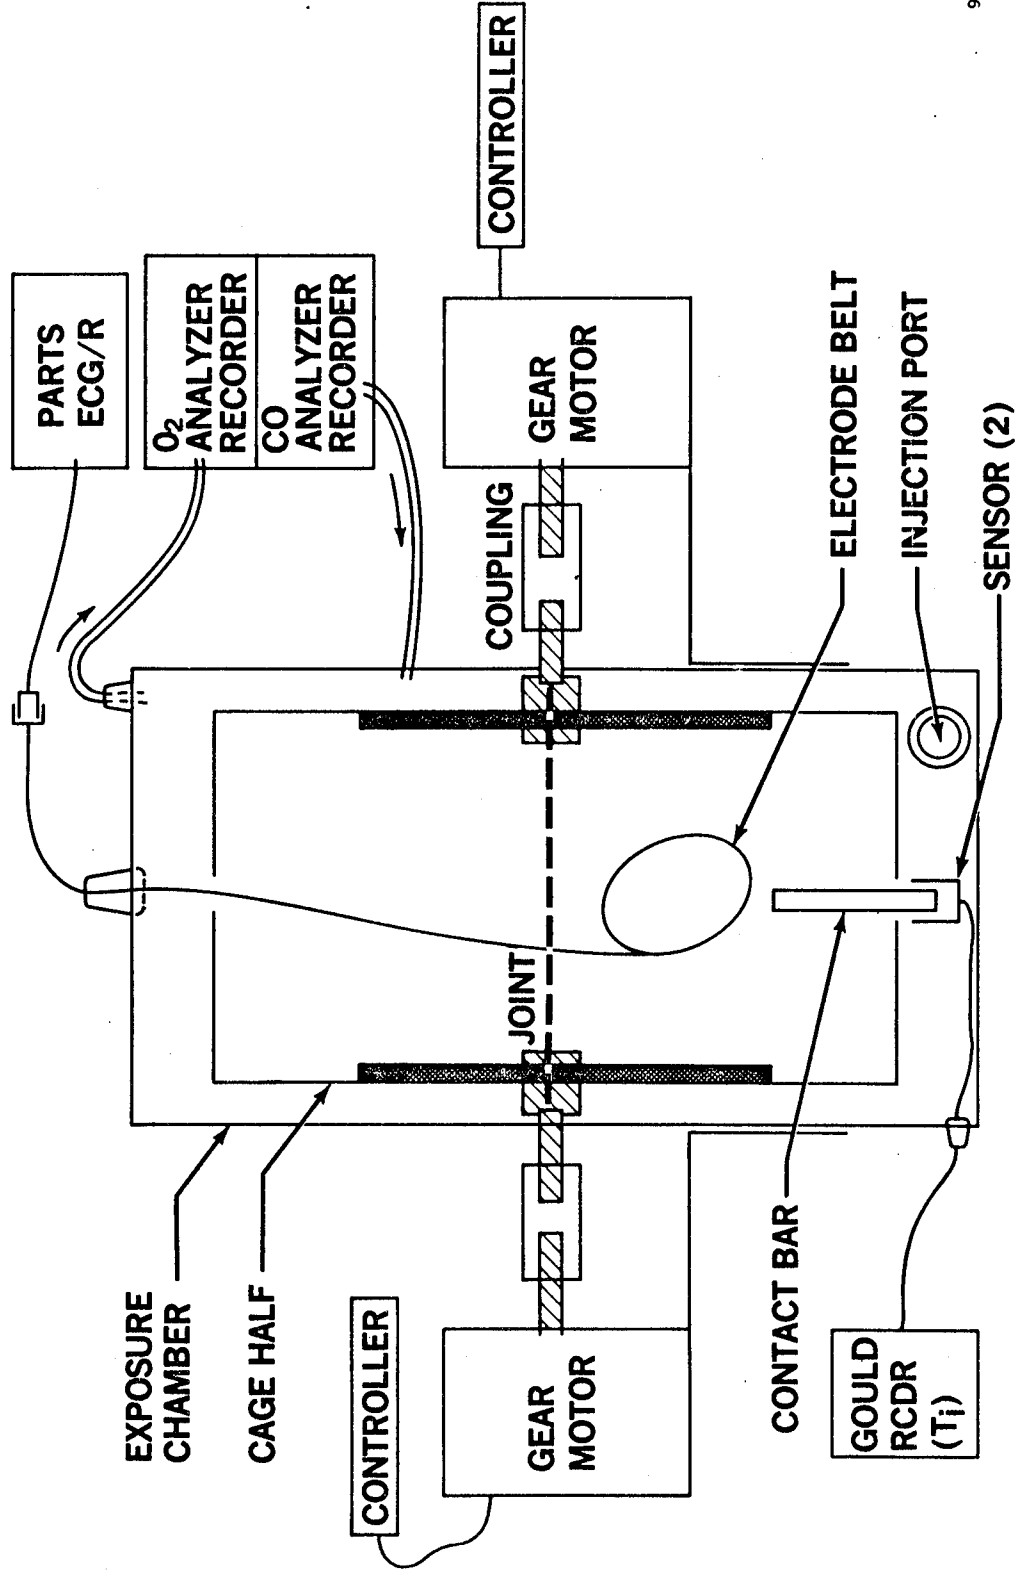 PARTS
ECG/R
O2
ANALYZER
RECORDER
CO
ANALYZER
RECORDER
CONTROLLER
GEAR
MOTOR
COUPLING
ELECTRODE BELT
INJECTION PORT
SENSOR (2)
JOINT
EXPOSURE
CHAMBER
CAGE HALF
CONTROLLER
GEAR
MOTOR
CONTACT BAR
GOULD
RCDR
(Ti)
9